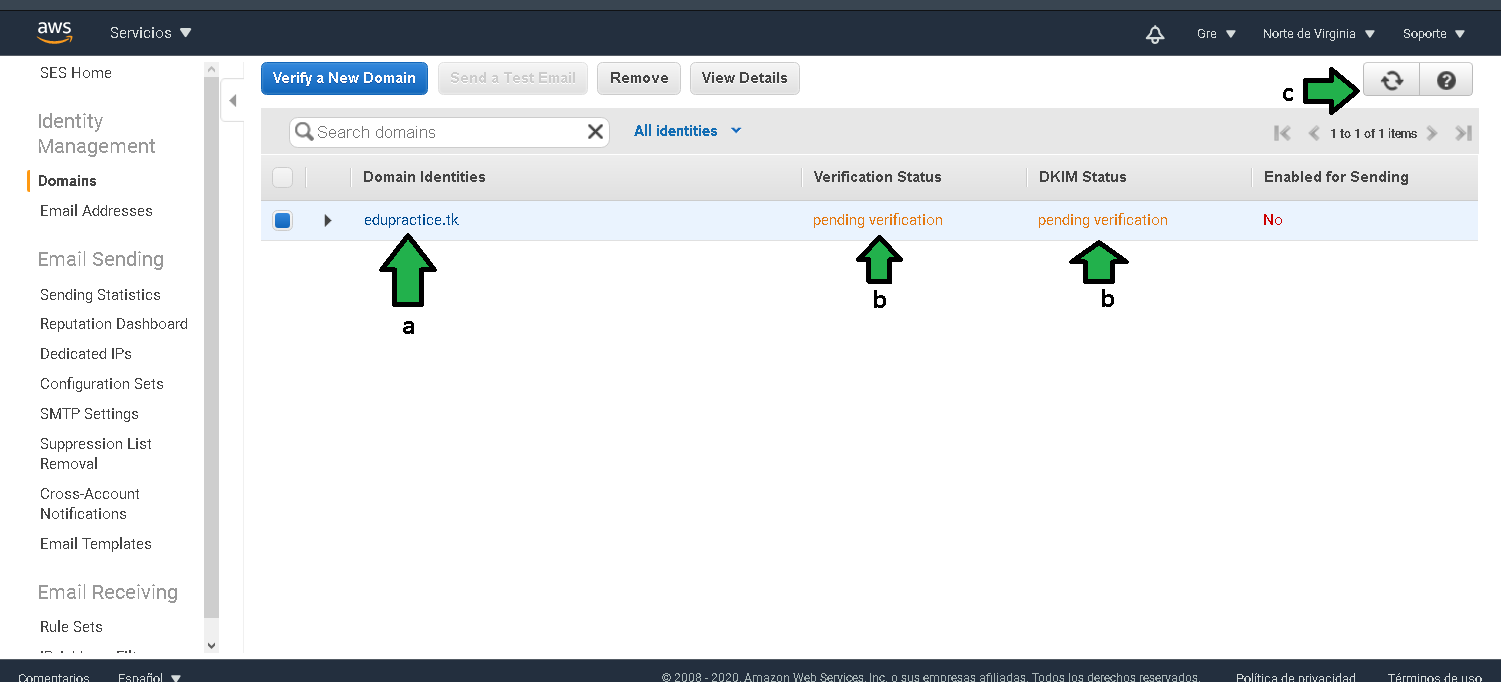 aws
Servicios
Gre
Norte de Virginia
Soporte
SES Home
Identity
Management
Domains
Email Addresses
Email Sending
Sending Statistics
Reputation Dashboard
Dedicated IPs
Configuration Sets
SMTP Settings
Suppression List
Removal
Cross-Account
Notifications
Email Templates
Email Receiving
Rule Sets
Verify a New Domain
Send a Test Email
Remove
View Details
c
?
Search domains
All identities
1 to 1 of 1 items
Domain Identities
Verification Status
DKIM Status
Enabled for Sending
edupractice.tk
pending verification
pending verification
No
a
b
b
Comentarios
Español
© 2008 - 2020, Amazon Web Services, Inc. o sus empresas afiliadas. Todos los derechos reservados.
Política de privacidad
Términos de uso